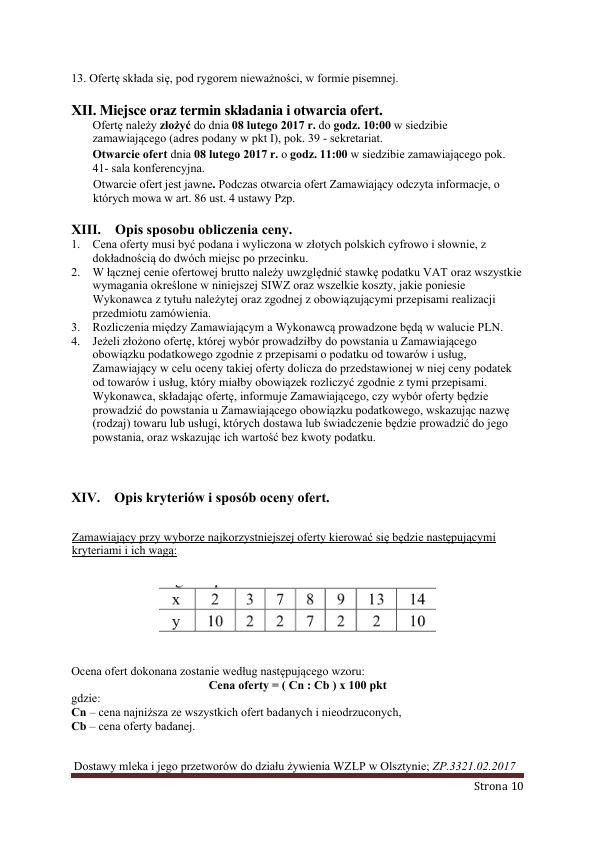 13. Ofertę składa się, pod rygorem nieważności, w formie pisemnej.
XII. Miejsce oraz termin składania i otwarcia ofert.
Ofertę należy złożyć do dnia 08 lutego 2017 r. do godz. 10:00 w siedzibie
zamawiającego (adres podany w pkt I), pok. 39 - sekretariat.
Otwarcie ofert dnia 08 lutego 2017 r. o godz. 11:00 w siedzibie zamawiającego pok.
41- sala konferencyjna.
Otwarcie ofert jest jawne. Podczas otwarcia ofert Zamawiający odczyta informacje, o
których mowa w art. 86 ust. 4 ustawy Pzp.
XIII. Opis sposobu obliczenia ceny.
1. Cena oferty musi być podana i wyliczona w złotych polskich cyfrowo i słownie, z
dokładnością do dwóch miejsc po przecinku.
2. W łącznej cenie ofertowej brutto należy uwzględnić stawkę podatku VAT oraz wszystkie
wymagania określone w niniejszej SIWZ oraz wszelkie koszty, jakie poniesie
Wykonawca z tytułu należytej oraz zgodnej z obowiązującymi przepisami realizacji
przedmiotu zamówienia.
3. Rozliczenia między Zamawiającym a Wykonawcą prowadzone będą w walucie PLN.
4. Jeżeli złożono ofertę, której wybór prowadziłby do powstania u Zamawiającego
obowiązku podatkowego zgodnie z przepisami o podatku od towarów i usług,
Zamawiający w celu oceny takiej oferty dolicza do przedstawionej w niej ceny podatek
od towarów i usług, który miałby obowiązek rozliczyć zgodnie z tymi przepisami.
Wykonawca, składając ofertę, informuje Zamawiającego, czy wybór oferty będzie
prowadzić do powstania u Zamawiającego obowiązku podatkowego, wskazując nazwę
(rodzaj) towaru lub usługi, których dostawa lub świadczenie będzie prowadzić do jego
powstania, oraz wskazując ich wartość bez kwoty podatku.
XIV. Opis kryteriów i sposób oceny ofert.
Zamawiający przy wyborze najkorzystniejszej oferty kierować się będzie następującymi
kryteriami i ich wagą:
x 2 3 7 8 9 13 14
y 10 2 2 7 2 2 10
Ocena ofert dokonana zostanie według następującego wzoru:
Cena oferty = ( Cn : Cb ) x 100 pkt
gdzie:
Cn – cena najniższa ze wszystkich ofert badanych i nieodrzuconych,
Cb – cena oferty badanej.
Dostawy mleka i jego przetworów do działu żywienia WZLP w Olsztynie; ZP.3321.02.2017
Strona 10